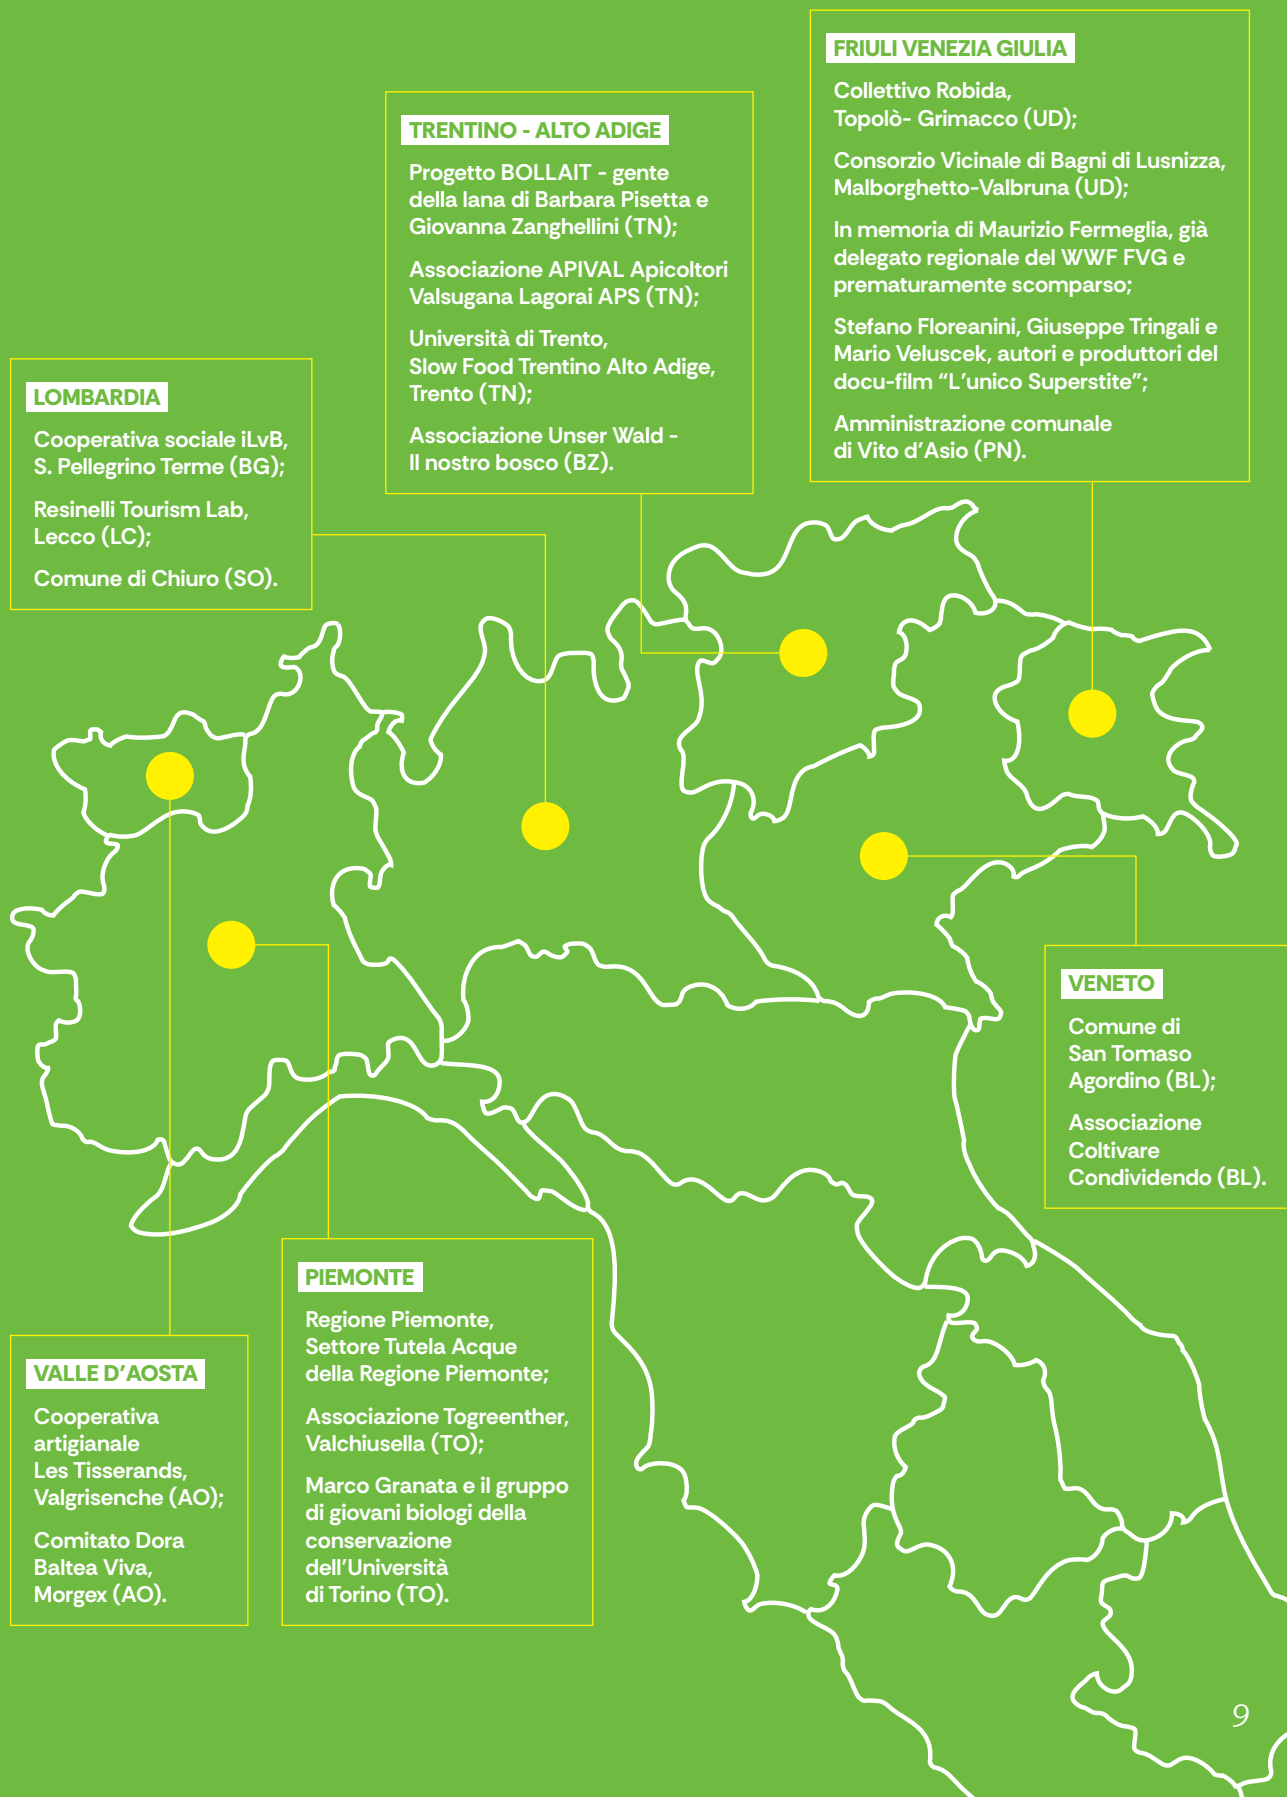 FRIULI VENEZIA GIULIA
Collettivo Robida,
Topolò- Grimacco (UD);
Consorzio Vicinale di Bagni di Lusnizza,
Malborghetto-Valbruna (UD);
In memoria di Maurizio Fermeglia, già
delegato regionale del WWF FVG e
prematuramente scomparso;
Stefano Floreanini, Giuseppe Tringali e
Mario Veluscek, autori e produttori del
docu-film “L’unico Superstite”;
Amministrazione comunale
di Vito d’Asio (PN).
TRENTINO - ALTO ADIGE
Progetto BOLLAIT - gente
della lana di Barbara Pisetta e
Giovanna Zanghellini (TN);
Associazione APIVAL Apicoltori
Valsugana Lagorai APS (TN);
Università di Trento,
Slow Food Trentino Alto Adige,
Trento (TN);
Associazione Unser Wald -
Il nostro bosco (BZ).
LOMBARDIA
Cooperativa sociale iLvB,
S. Pellegrino Terme (BG);
Resinelli Tourism Lab,
Lecco (LC);
Comune di Chiuro (SO).
VENETO
Comune di
San Tomaso
Agordino (BL);
Associazione
Coltivare
Condividendo (BL).
PIEMONTE
Regione Piemonte,
Settore Tutela Acque
della Regione Piemonte;
Associazione Togreenther,
Valchiusella (TO);
Marco Granata e il gruppo
di giovani biologi della
conservazione
dell’Università
di Torino (TO).
VALLE D’AOSTA
Cooperativa
artigianale
Les Tisserands,
Valgrisenche (AO);
Comitato Dora
Baltea Viva,
Morgex (AO).
9